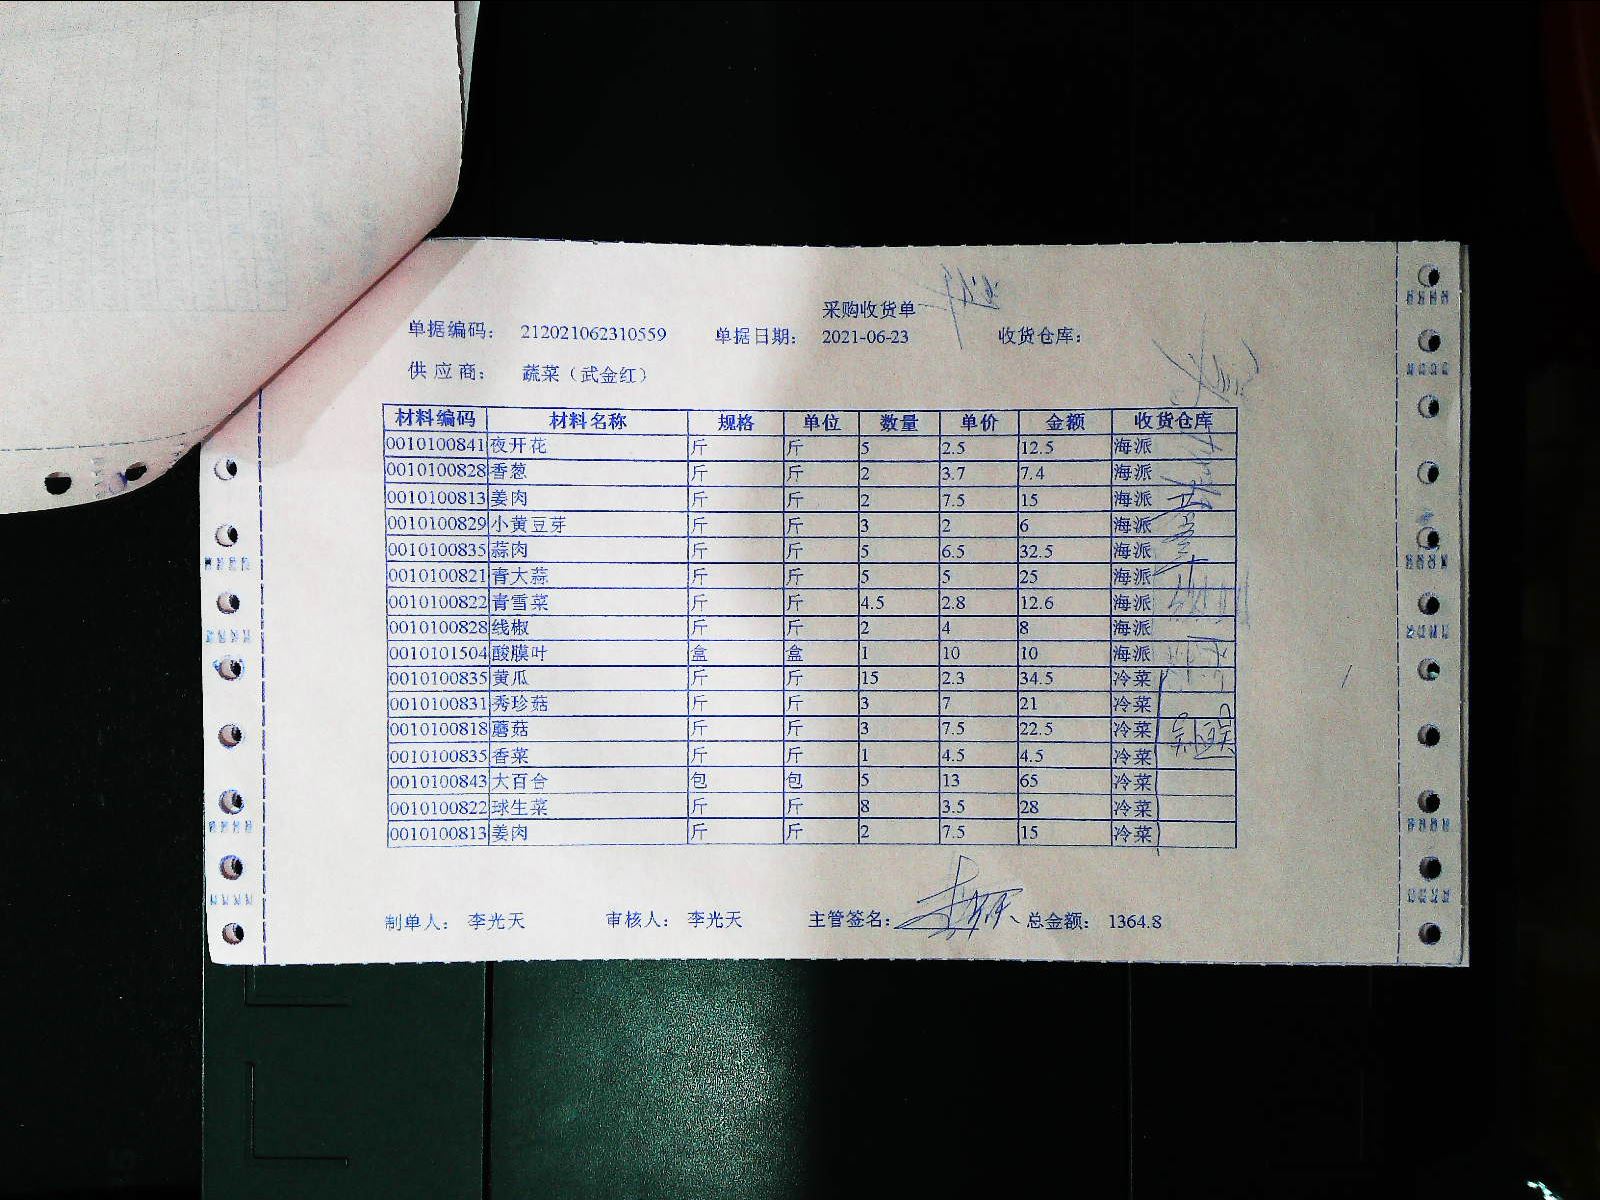 采购收货单
单据编码： 212021062310559 单据日期： 2021-06-23 收货仓库：
供应商： 蔬菜（武金红）
材料编码 材料名称 规格 单位 数量 单价 金额 收货仓库
0010100841 夜开花 斤 斤 5 2.5 12.5 海派
0010100828 香葱 斤 斤 2 3.7 7.4 海派
0010100813 姜肉 斤 斤 2 7.5 15 海派
0010100829 小黄豆芽 斤 斤 3 2 6 海派
0010100835 蒜肉 斤 斤 5 6.5 32.5 海派
0010100821 青大蒜 斤 斤 5 5 25 海派
0010100822 青雪菜 斤 斤 4.5 2.8 12.6 海派
0010100828 线椒 斤 斤 2 4 8 海派
0010101504 酸膜叶 盒 盒 1 10 10 海派
0010100835 黄瓜 斤 斤 15 2.3 34.5 冷菜
0010100831 秀珍菇 斤 斤 3 7 21 冷菜
0010100818 蘑菇 斤 斤 3 7.5 22.5 冷菜
0010100835 香菜 斤 斤 1 4.5 4.5 冷菜
0010100843 大百合 包 包 5 13 65 冷菜
0010100822 球生菜 斤 斤 8 3.5 28 冷菜
0010100813 姜肉 斤 斤 2 7.5 15 冷菜
制单人： 李光天 审核人： 李光天 主管签名： 总金额： 1364.8